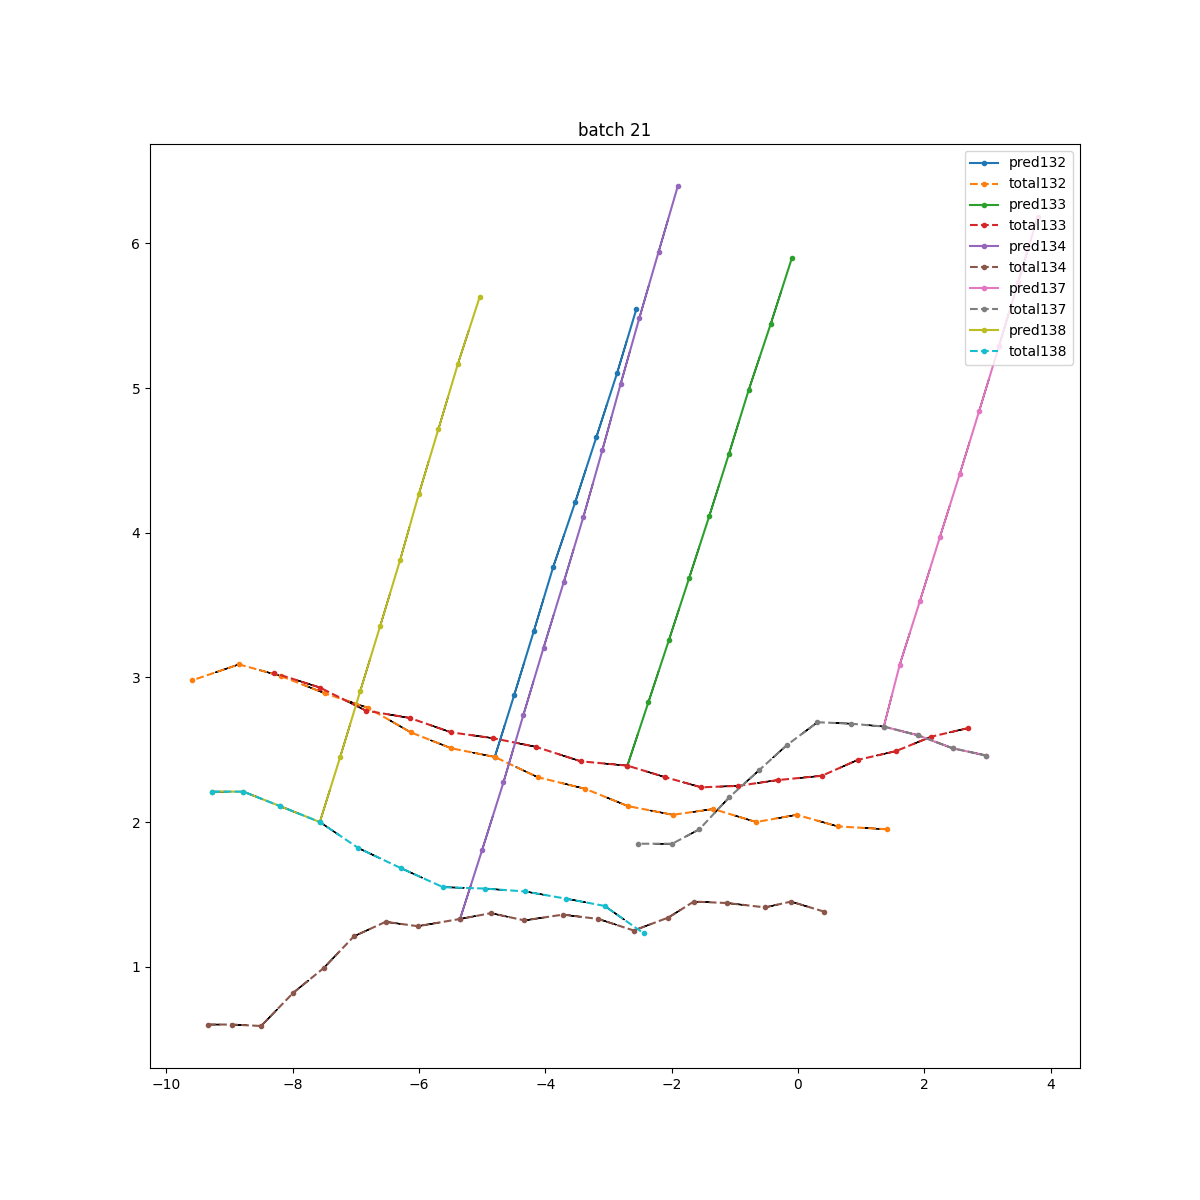 batch 21
pred132
total132
pred133
total133
pred134
total134
pred137
total137
pred138
total138
6
5
4
3
2
1
−10 −8 −6 −4 −2 0 2 4